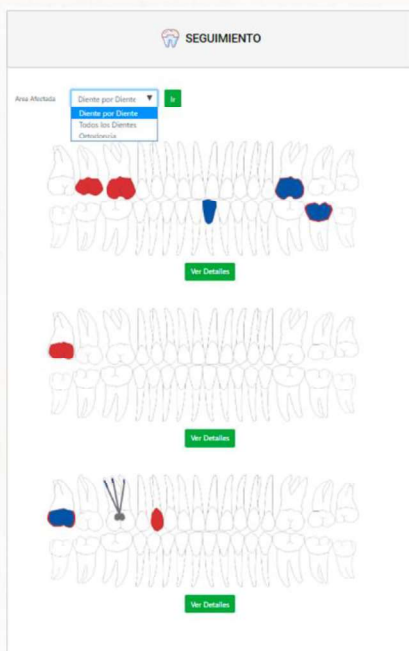 SEGUIMIENTO
Area Afectada Diente por Diente ▼ Ir
Diente por Diente
Todos los Dientes
Ortodoncia
Ver Detalles
Ver Detalles
Ver Detalles